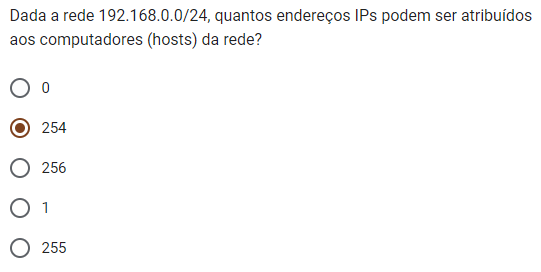 Dada a rede 192.168.0.0/24, quantos endereços IPs podem ser atribuídos
aos computadores (hosts) da rede?
0
254
256
1
255